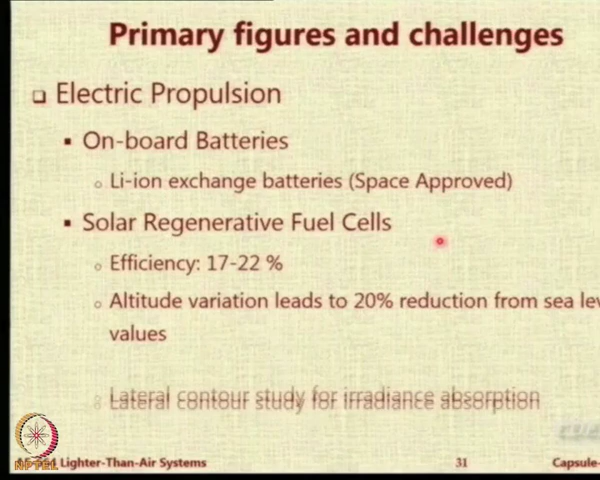 Primary figures and challenges
Electric Propulsion
On-board Batteries
Li-ion exchange batteries (Space Approved)
Solar Regenerative Fuel Cells
Efficiency: 17-22 %
Altitude variation leads to 20% reduction from sea lev
values
Lateral contour study for irradiance absorption
NPTEL
Lighter-Than-Air Systems
31
Capsule-